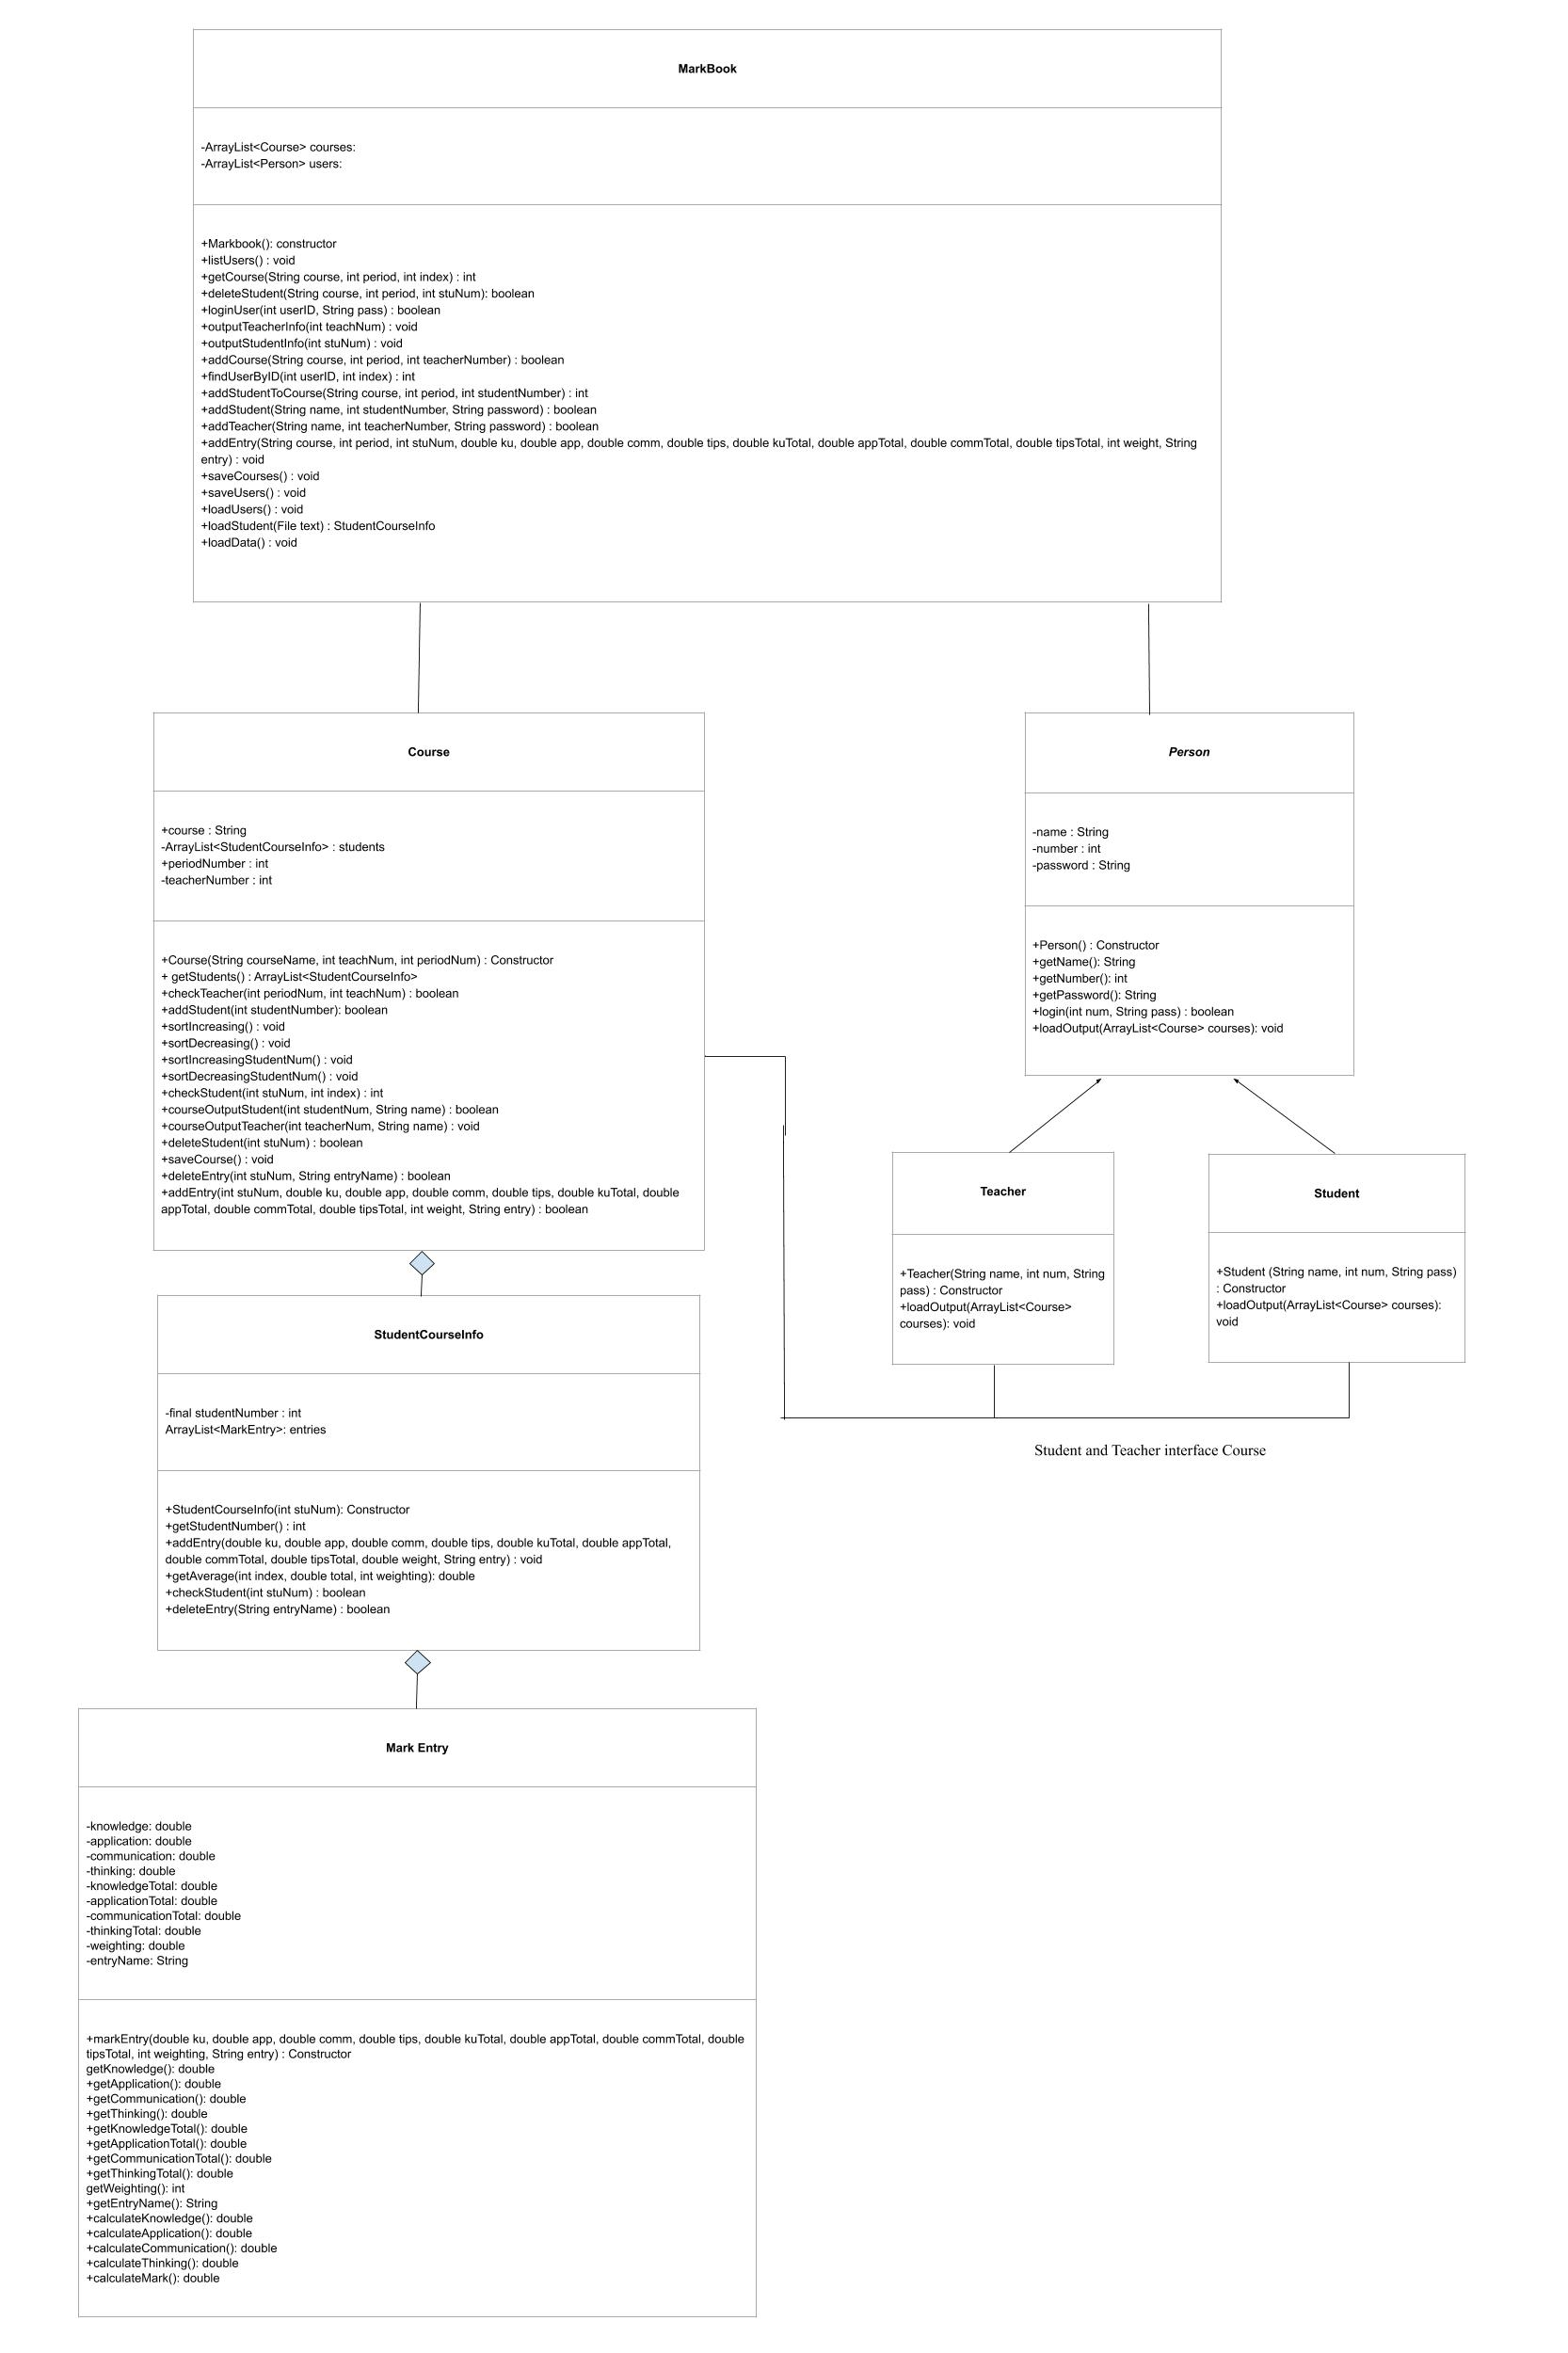 MarkBook
-ArrayList<Course> courses:
-ArrayList<Person> users:
+Markbook(): constructor
+listUsers() : void
+getCourse(String course, int period, int index) : int
+deleteStudent(String course, int period, int stuNum): boolean
+loginUser(int userID, String pass) : boolean
+outputTeacherInfo(int teachNum) : void
+outputStudentInfo(int stuNum) : void
+addCourse(String course, int period, int teacherNumber) : boolean
+findUserByID(int userID, int index) : int
+addStudentToCourse(String course, int period, int studentNumber) : int
+addStudent(String name, int studentNumber, String password) : boolean
+addTeacher(String name, int teacherNumber, String password) : boolean
+addEntry(String course, int period, int stuNum, double ku, double app, double comm, double tips, double kuTotal, double appTotal, double commTotal, double tipsTotal, int weight, String
entry) : void
+saveCourses() : void
+saveUsers() : void
+loadUsers() : void
+loadStudent(File text) : StudentCourseInfo
+loadData() : void
Course
+course : String
-ArrayList<StudentCourseInfo> : students
+periodNumber : int
-teacherNumber : int
+Course(String courseName, int teachNum, int periodNum) : Constructor
+ getStudents() : ArrayList<StudentCourseInfo>
+checkTeacher(int periodNum, int teachNum) : boolean
+addStudent(int studentNumber): boolean
+sortIncreasing() : void
+sortDecreasing() : void
+sortIncreasingStudentNum() : void
+sortDecreasingStudentNum() : void
+checkStudent(int stuNum, int index) : int
+courseOutputStudent(int studentNum, String name) : boolean
+courseOutputTeacher(int teacherNum, String name) : void
+deleteStudent(int stuNum) : boolean
+saveCourse() : void
+deleteEntry(int stuNum, String entryName) : boolean
+addEntry(int stuNum, double ku, double app, double comm, double tips, double kuTotal, double
appTotal, double commTotal, double tipsTotal, int weight, String entry) : boolean
Person
-name : String
-number : int
-password : String
+Person() : Constructor
+getName(): String
+getNumber(): int
+getPassword(): String
+login(int num, String pass) : boolean
+loadOutput(ArrayList<Course> courses): void
Teacher
+Teacher(String name, int num, String
pass) : Constructor
+loadOutput(ArrayList<Course>
courses): void
Student
+Student (String name, int num, String pass)
: Constructor
+loadOutput(ArrayList<Course> courses):
void
Student and Teacher interface Course
StudentCourseInfo
-final studentNumber : int
ArrayList<MarkEntry>: entries
+StudentCourseInfo(int stuNum): Constructor
+getStudentNumber() : int
+addEntry(double ku, double app, double comm, double tips, double kuTotal, double appTotal,
double commTotal, double tipsTotal, double weight, String entry) : void
+getAverage(int index, double total, int weighting): double
+checkStudent(int stuNum) : boolean
+deleteEntry(String entryName) : boolean
Mark Entry
-knowledge: double
-application: double
-communication: double
-thinking: double
-knowledgeTotal: double
-applicationTotal: double
-communicationTotal: double
-thinkingTotal: double
-weighting: double
-entryName: String
+markEntry(double ku, double app, double comm, double tips, double kuTotal, double appTotal, double commTotal, double
tipsTotal, int weighting, String entry) : Constructor
getKnowledge(): double
+getApplication(): double
+getCommunication(): double
+getThinking(): double
+getKnowledgeTotal(): double
+getApplicationTotal(): double
+getCommunicationTotal(): double
+getThinkingTotal(): double
getWeighting(): int
+getEntryName(): String
+calculateKnowledge(): double
+calculateApplication(): double
+calculateCommunication(): double
+calculateThinking(): double
+calculateMark(): double